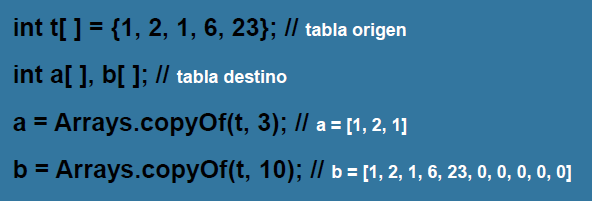 int t[ ] = {1, 2, 1, 6, 23}; // tabla origen
int a[ ], b[ ]; // tabla destino
a = Arrays.copyOf(t, 3); // a = [1, 2, 1]
b = Arrays.copyOf(t, 10); // b = [1, 2, 1, 6, 23, 0, 0, 0, 0, 0]